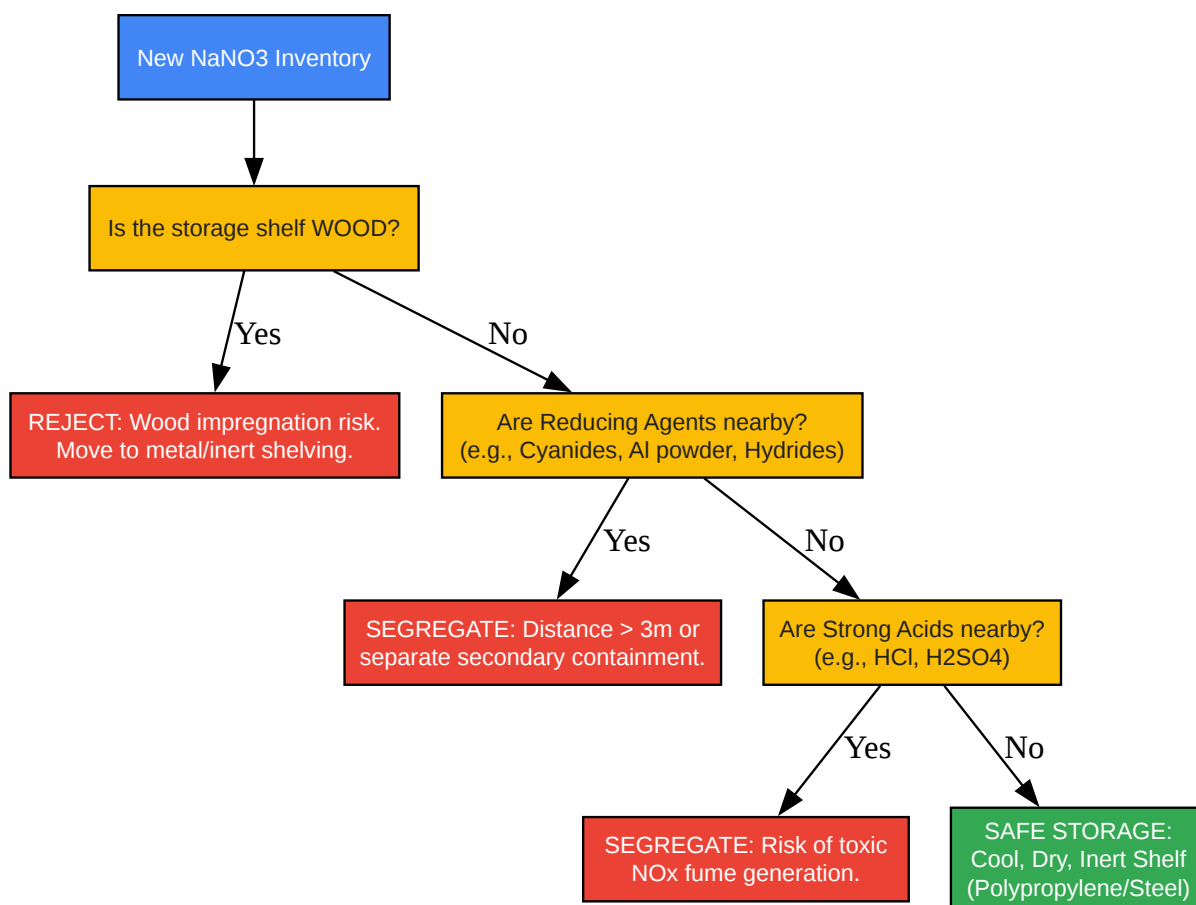 New NaNO3 Inventory
Is the storage shelf WOOD?
Yes
No
REJECT: Wood impregnation risk.
Move to metal/inert shelving.
Are Reducing Agents nearby?
(e.g., Cyanides, Al powder, Hydrides)
Yes
No
SEGREGATE: Distance > 3m or
separate secondary containment.
Are Strong Acids nearby?
(e.g., HCl, H2SO4)
Yes
No
SEGREGATE: Risk of toxic
NOx fume generation.
SAFE STORAGE:
Cool, Dry, Inert Shelf
(Polypropylene/Steel)